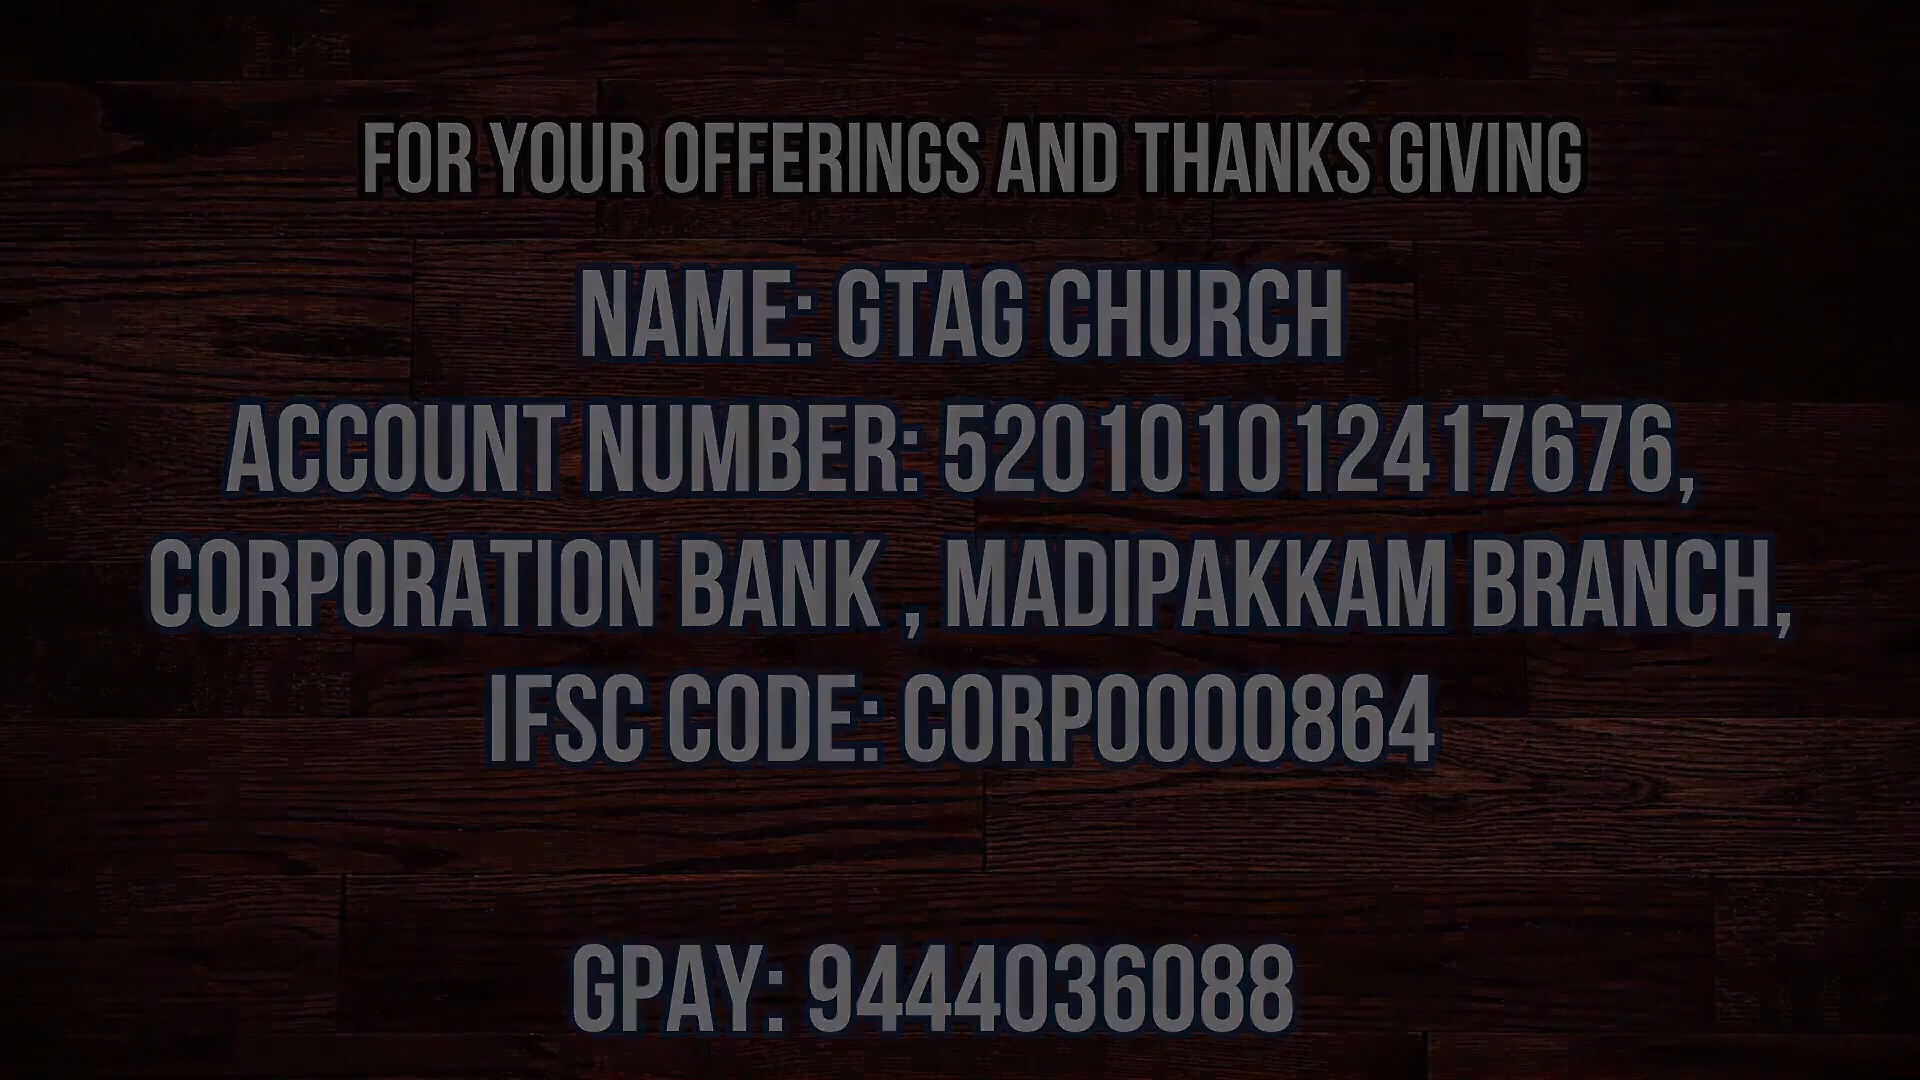 FOR YOUR OFFERINGS AND THANKS GIVING
NAME: GTAG CHURCH
ACCOUNT NUMBER: 520101012417676,
CORPORATION BANK , MADIPAKKAM BRANCH,
IFSC CODE: CORP0000864
GPAY: 9444036088